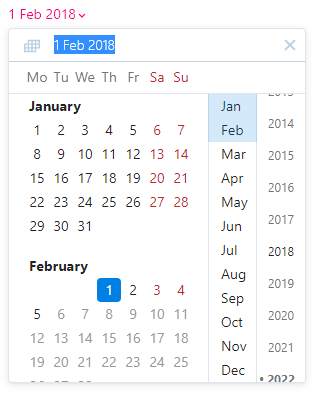 1 Feb 2018
1 Feb 2018
Mo Tu We Th Fr Sa Su
January
1 2 3 4 5 6 7
8 9 10 11 12 13 14
15 16 17 18 19 20 21
22 23 24 25 26 27 28
29 30 31
February
1 2 3 4
5 6 7 8 9 10 11
12 13 14 15 16 17 18
19 20 21 22 23 24 25
Jan
Feb
Mar
Apr
May
Jun
Jul
Aug
Sep
Oct
Nov
Dec
2014
2015
2016
2017
2018
2019
2020
2021
• 2022